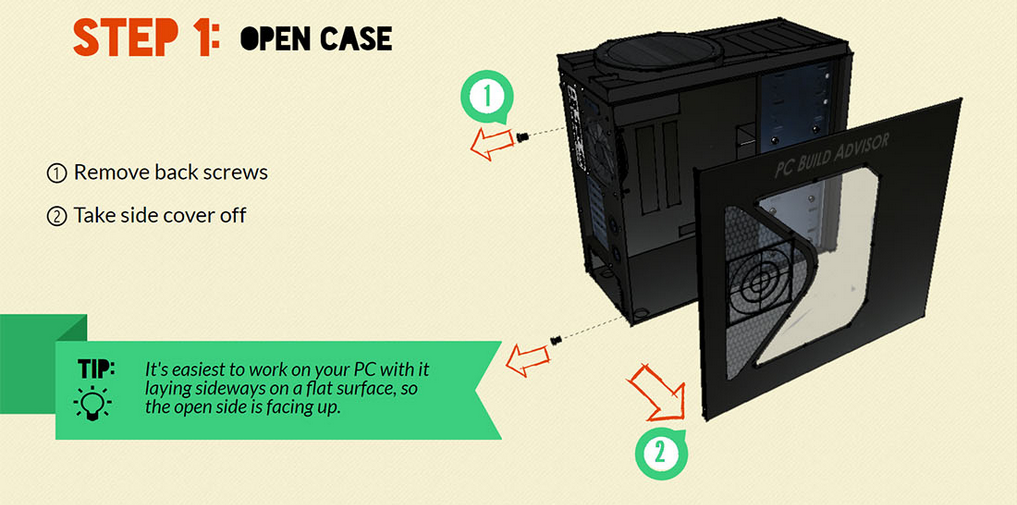 STEP 1: OPEN CASE
1 Remove back screws
2 Take side cover off
TIP:
It's easiest to work on your PC with it
laying sideways on a flat surface, so
the open side is facing up.
1
PC BUILD ADVISOR
2